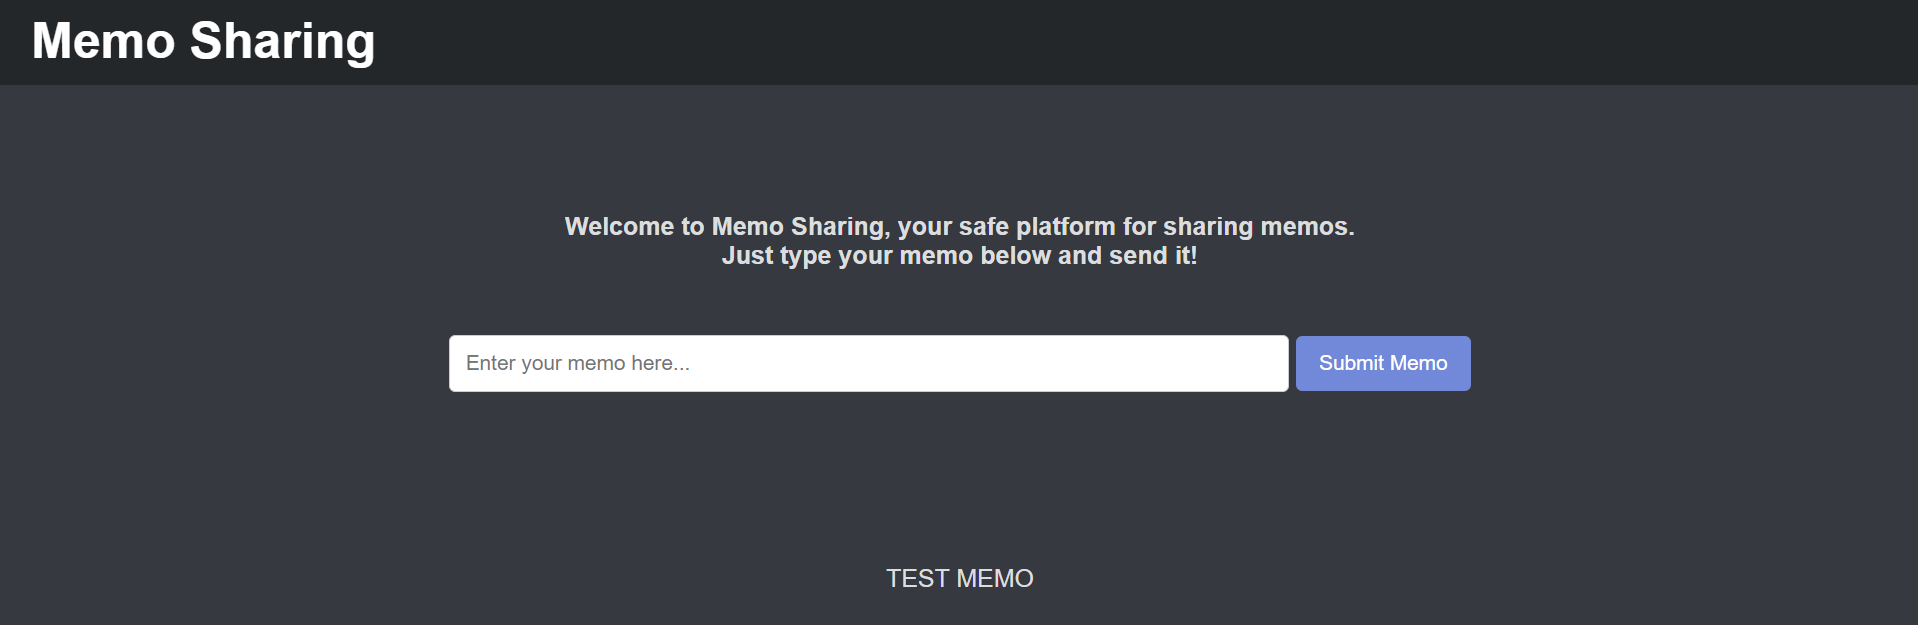 Memo Sharing
Welcome to Memo Sharing, your safe platform for sharing memos.
Just type your memo below and send it!
Enter your memo here...
Submit Memo
TEST MEMO